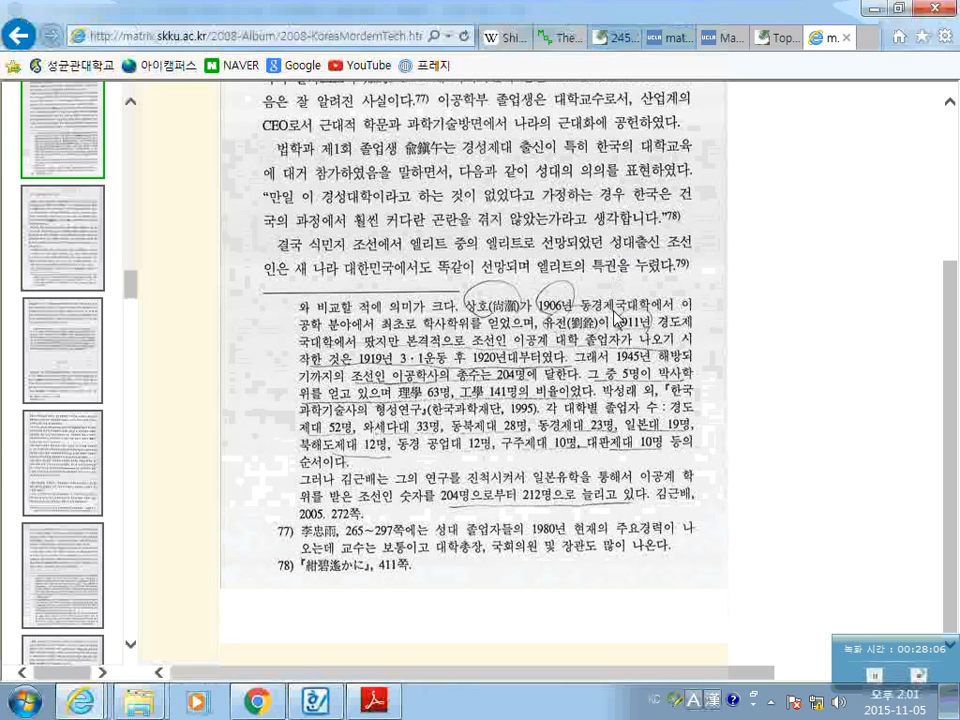 http://matrix.skku.ac.kr/2008-Album/2008-KoreaMordernTech.htm
W Shi...
The...
245...
UCLA mat...
UCLA Ma...
Top...
m.
성균관대학교
아이캠퍼스
NAVER
Google
YouTube
프레지
음은 잘 알려진 사실이다.77) 이공학부 졸업생은 대학교수로서, 산업계의
CEO로서 근대적 학문과 과학기술방면에서 나라의 근대화에 공헌하였다.
법학과 제1회 졸업생 兪鎭午는 경성제대 출신이 특히 한국의 대학교육
에 대거 참가하였음을 말하면서, 다음과 같이 성대의 의의를 표현하였다.
“만일 이 경성대학이라고 하는 것이 없었다고 가정하는 경우 한국은 건
국의 과정에서 훨씬 커다란 곤란을 겪지 않았는가라고 생각합니다.”78)
결국 식민지 조선에서 엘리트 중의 엘리트로 선망되었던 성대출신 조선
인은 새 나라 대한민국에서도 똑같이 선망되며 엘리트의 특권을 누렸다.79)
와 비교할 적에 의미가 크다. 상호(尙灝)가 1906년 동경제국대학에서 이
공학 분야에서 최초로 학사학위를 얻었으며, 유전(劉銓)이 1911년 경도제
국대학에서 땄지만 본격적으로 조선인 이공계 대학 졸업자가 나오기 시
작한 것은 1919년 3·1운동 후 1920년대부터였다. 그래서 1945년 해방되
기까지의 조선인 이공학사의 총수는 204명에 달한다. 그 중 5명이 박사학
위를 얻고 있으며 理學 63명, 工學 141명의 비율이었다. 박성래 외, 『한국
과학기술사의 형성연구』(한국과학재단, 1995). 각 대학별 졸업자 수 : 경도
제대 52명, 와세다대 33명, 동북제대 28명, 동경제대 23명, 일본대 19명,
북해도제대 12명, 동경 공업대 12명, 구주제대 10명, 대판제대 10명 등의
순서이다.
그러나 김근배는 그의 연구를 진척시켜서 일본유학을 통해서 이공계 학
위를 받은 조선인 숫자를 204명으로부터 212명으로 늘리고 있다. 김근배,
2005. 272쪽.
77) 李忠雨, 265~297쪽에는 성대 졸업자들의 1980년 현재의 주요경력이 나
오는데 교수는 보통이고 대학총장, 국회의원 및 장관도 많이 나온다.
78) 『紺碧遙かに』, 411쪽.
녹화 시간 : 00:28:06
KC A 漢
오후 2:01
2015-11-05